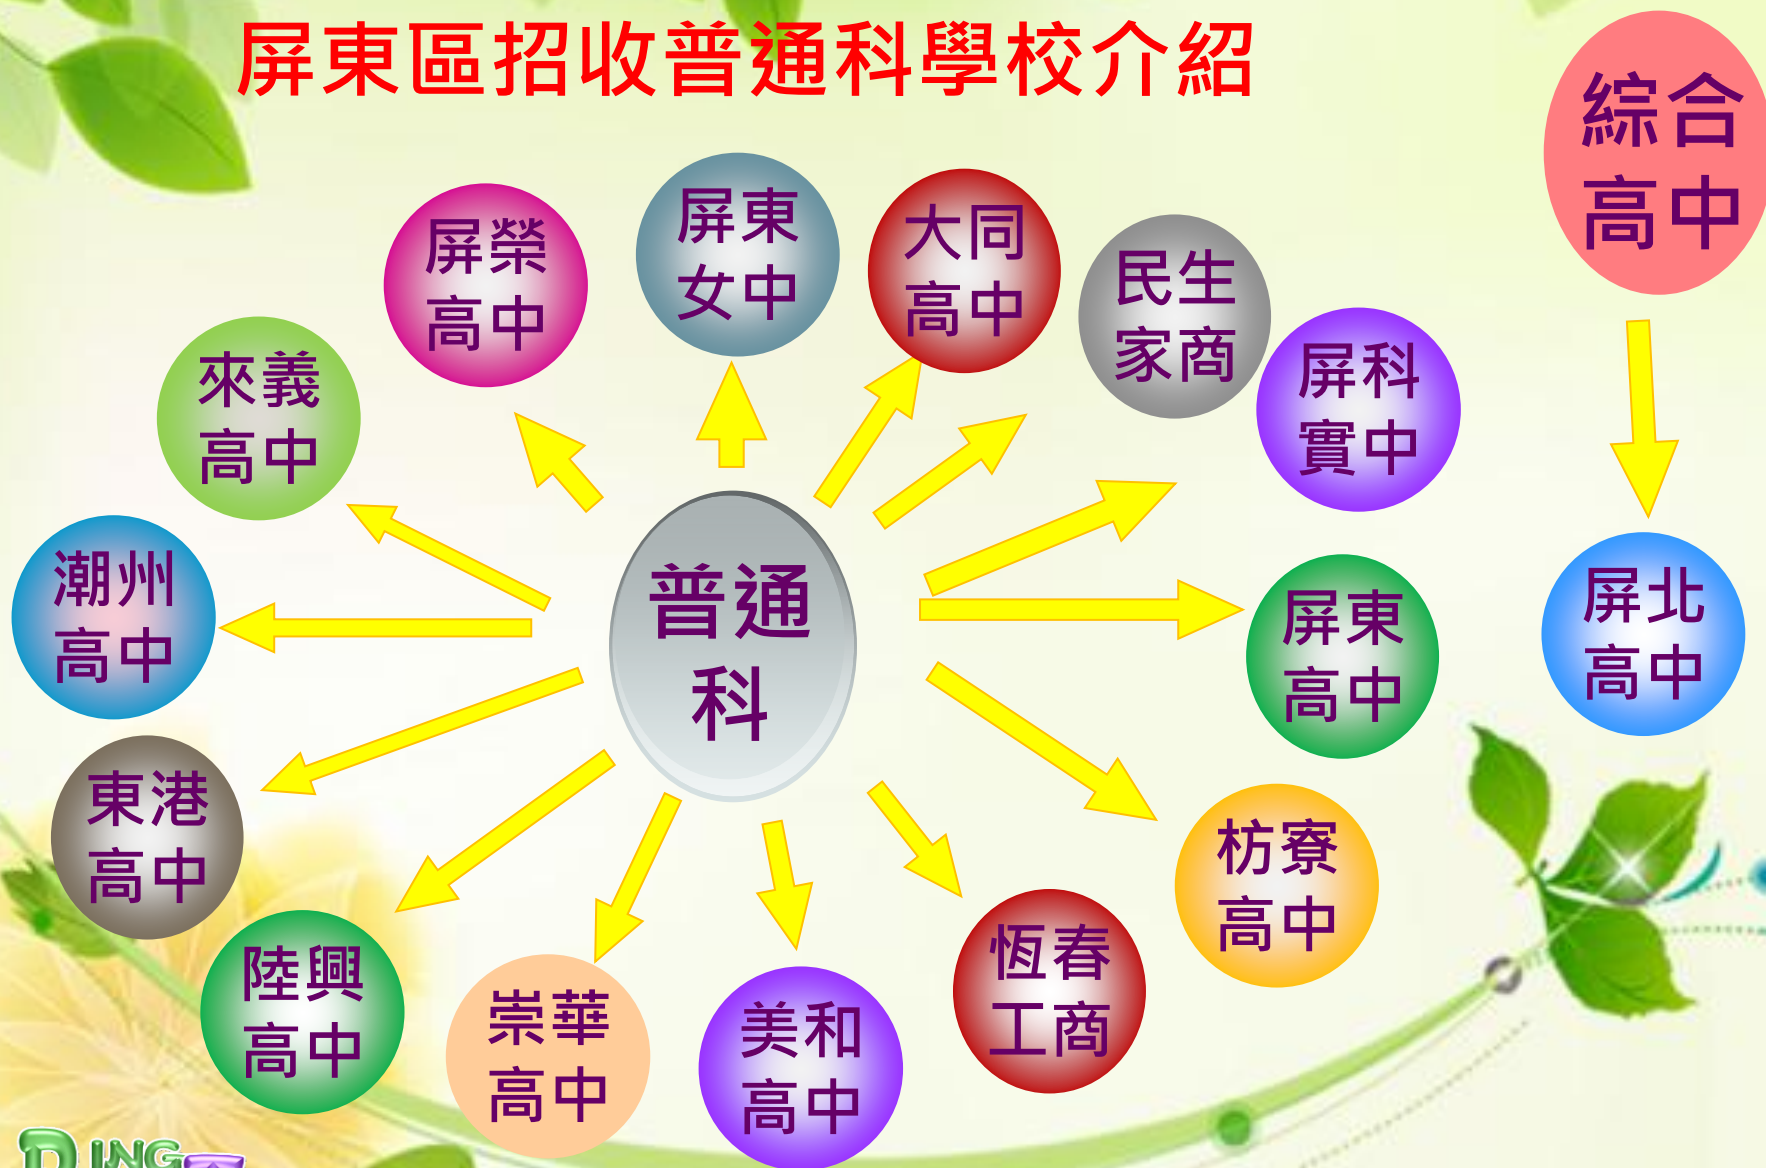 屏東區招收普通科學校介紹
綜合
高中
屏東
女中
大同
高中
屏榮
高中
民生
家商
屏科
實中
來義
高中
潮州
高中
普通
科
屏東
高中
屏北
高中
東港
高中
枋寮
高中
陸興
高中
恆春
工商
崇華
高中
美和
高中
DING